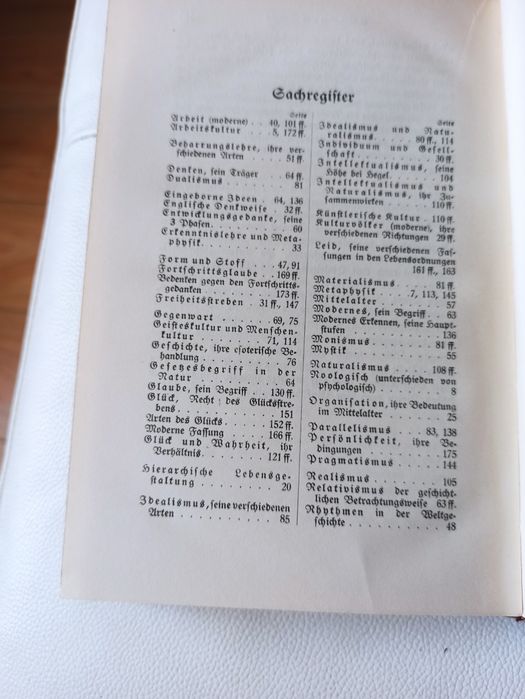 Sachregister
Seite
Arbeit (moderne) . . 40, 101 ff.
Arbeitskultur . . . 5, 172 ff.
Beharrungslehre, ihre ver-
schiedenen Arten . . . . 51 ff.
Denken, sein Träger . . 64 ff.
Dualismus . . . . . . . 81
Eingeborne Ideen . . 64, 136
Englische Denkweise . . 32 ff.
Entwicklungsgedanke, seine
3 Phasen . . . . . . . 60
Erkenntnislehre und Meta-
physik . . . . . . . . 33
Form und Stoff . . . 47, 91
Fortschrittsglaube . . 169 ff.
Bedenken gegen den Fortschritts-
gedanken . . . . . . 173 ff.
Freiheitsstreben . . 31 ff., 147
Gegenwart . . . . . 69, 75
Geisteskultur und Menschen-
kultur . . . . . . . 71, 114
Geschichte, ihre esoterische Be-
handlung . . . . . . . 76
Gesetzesbegriff in der
Natur . . . . . . . . 64
Glaube, sein Begriff . . 130 ff.
Glück, Recht des Glücksstre-
bens . . . . . . . . . 151
Arten des Glücks . . . . 152 ff.
Moderne Fassung . . . 166 ff.
Glück und Wahrheit, ihr
Verhältnis . . . . . . 121 ff.
Hierarchische Lebensge-
staltung . . . . . . . 20
Idealismus, seine verschiedenen
Arten . . . . . . . . . 85
Seite
Idealismus und Natu-
ralismus . . . . . 80 ff., 114
Individuum und Gesell-
schaft . . . . . . . . 30 ff.
Intellektualismus, seine
Höhe bei Hegel . . . . . 104
Intellektualismus und
Naturalismus, ihr Zu-
sammenwirken . . . . 110 ff.
Künstlerische Kultur . . 110 ff.
Kulturvölker (moderne), ihre
verschiedenen Richtungen 29 ff.
Leid, seine verschiedenen Fas-
sungen in den Lebensordnungen
161 ff., 163
Materialismus . . . . 81 ff.
Metaphysik . . . 7, 113, 145
Mittelalter . . . . . . . 57
Modernes, sein Begriff . . 63
Modernes Erkennen, seine Haupt-
stufen . . . . . . . . 136
Monismus . . . . . . 81 ff.
Mystik . . . . . . . . 55
Naturalismus . . . . 108 ff.
Noologisch (unterschieden von
psychologisch) . . . . . . 8
Organisation, ihre Bedeutung
im Mittelalter . . . . . 25
Parallelismus . . . 83, 138
Persönlichkeit, ihre Be-
dingungen . . . . . . . 175
Pragmatismus . . . . . 144
Realismus . . . . . . . 105
Relativismus der geschicht-
lichen Betrachtungsweise 63 ff.
Rhythmen in der Weltge-
schichte . . . . . . . . 48